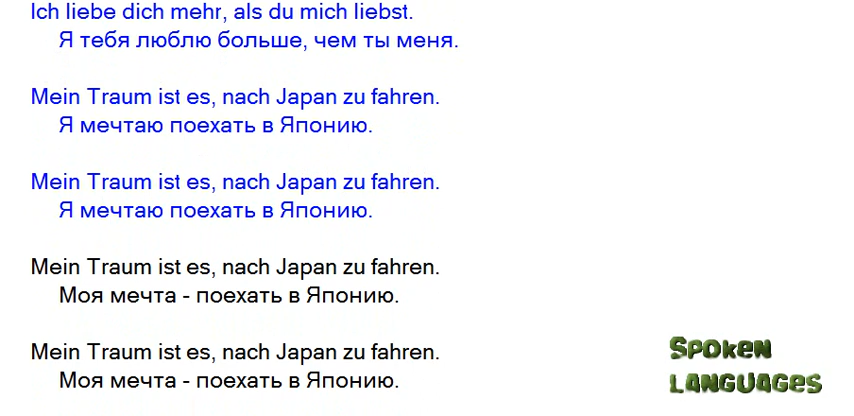 Ich liebe dich mehr, als du mich liebst.
Я тебя люблю больше, чем ты меня.
Mein Traum ist es, nach Japan zu fahren.
Я мечтаю поехать в Японию.
Mein Traum ist es, nach Japan zu fahren.
Я мечтаю поехать в Японию.
Mein Traum ist es, nach Japan zu fahren.
Моя мечта - поехать в Японию.
Mein Traum ist es, nach Japan zu fahren.
Моя мечта - поехать в Японию.
Spoken
Languages